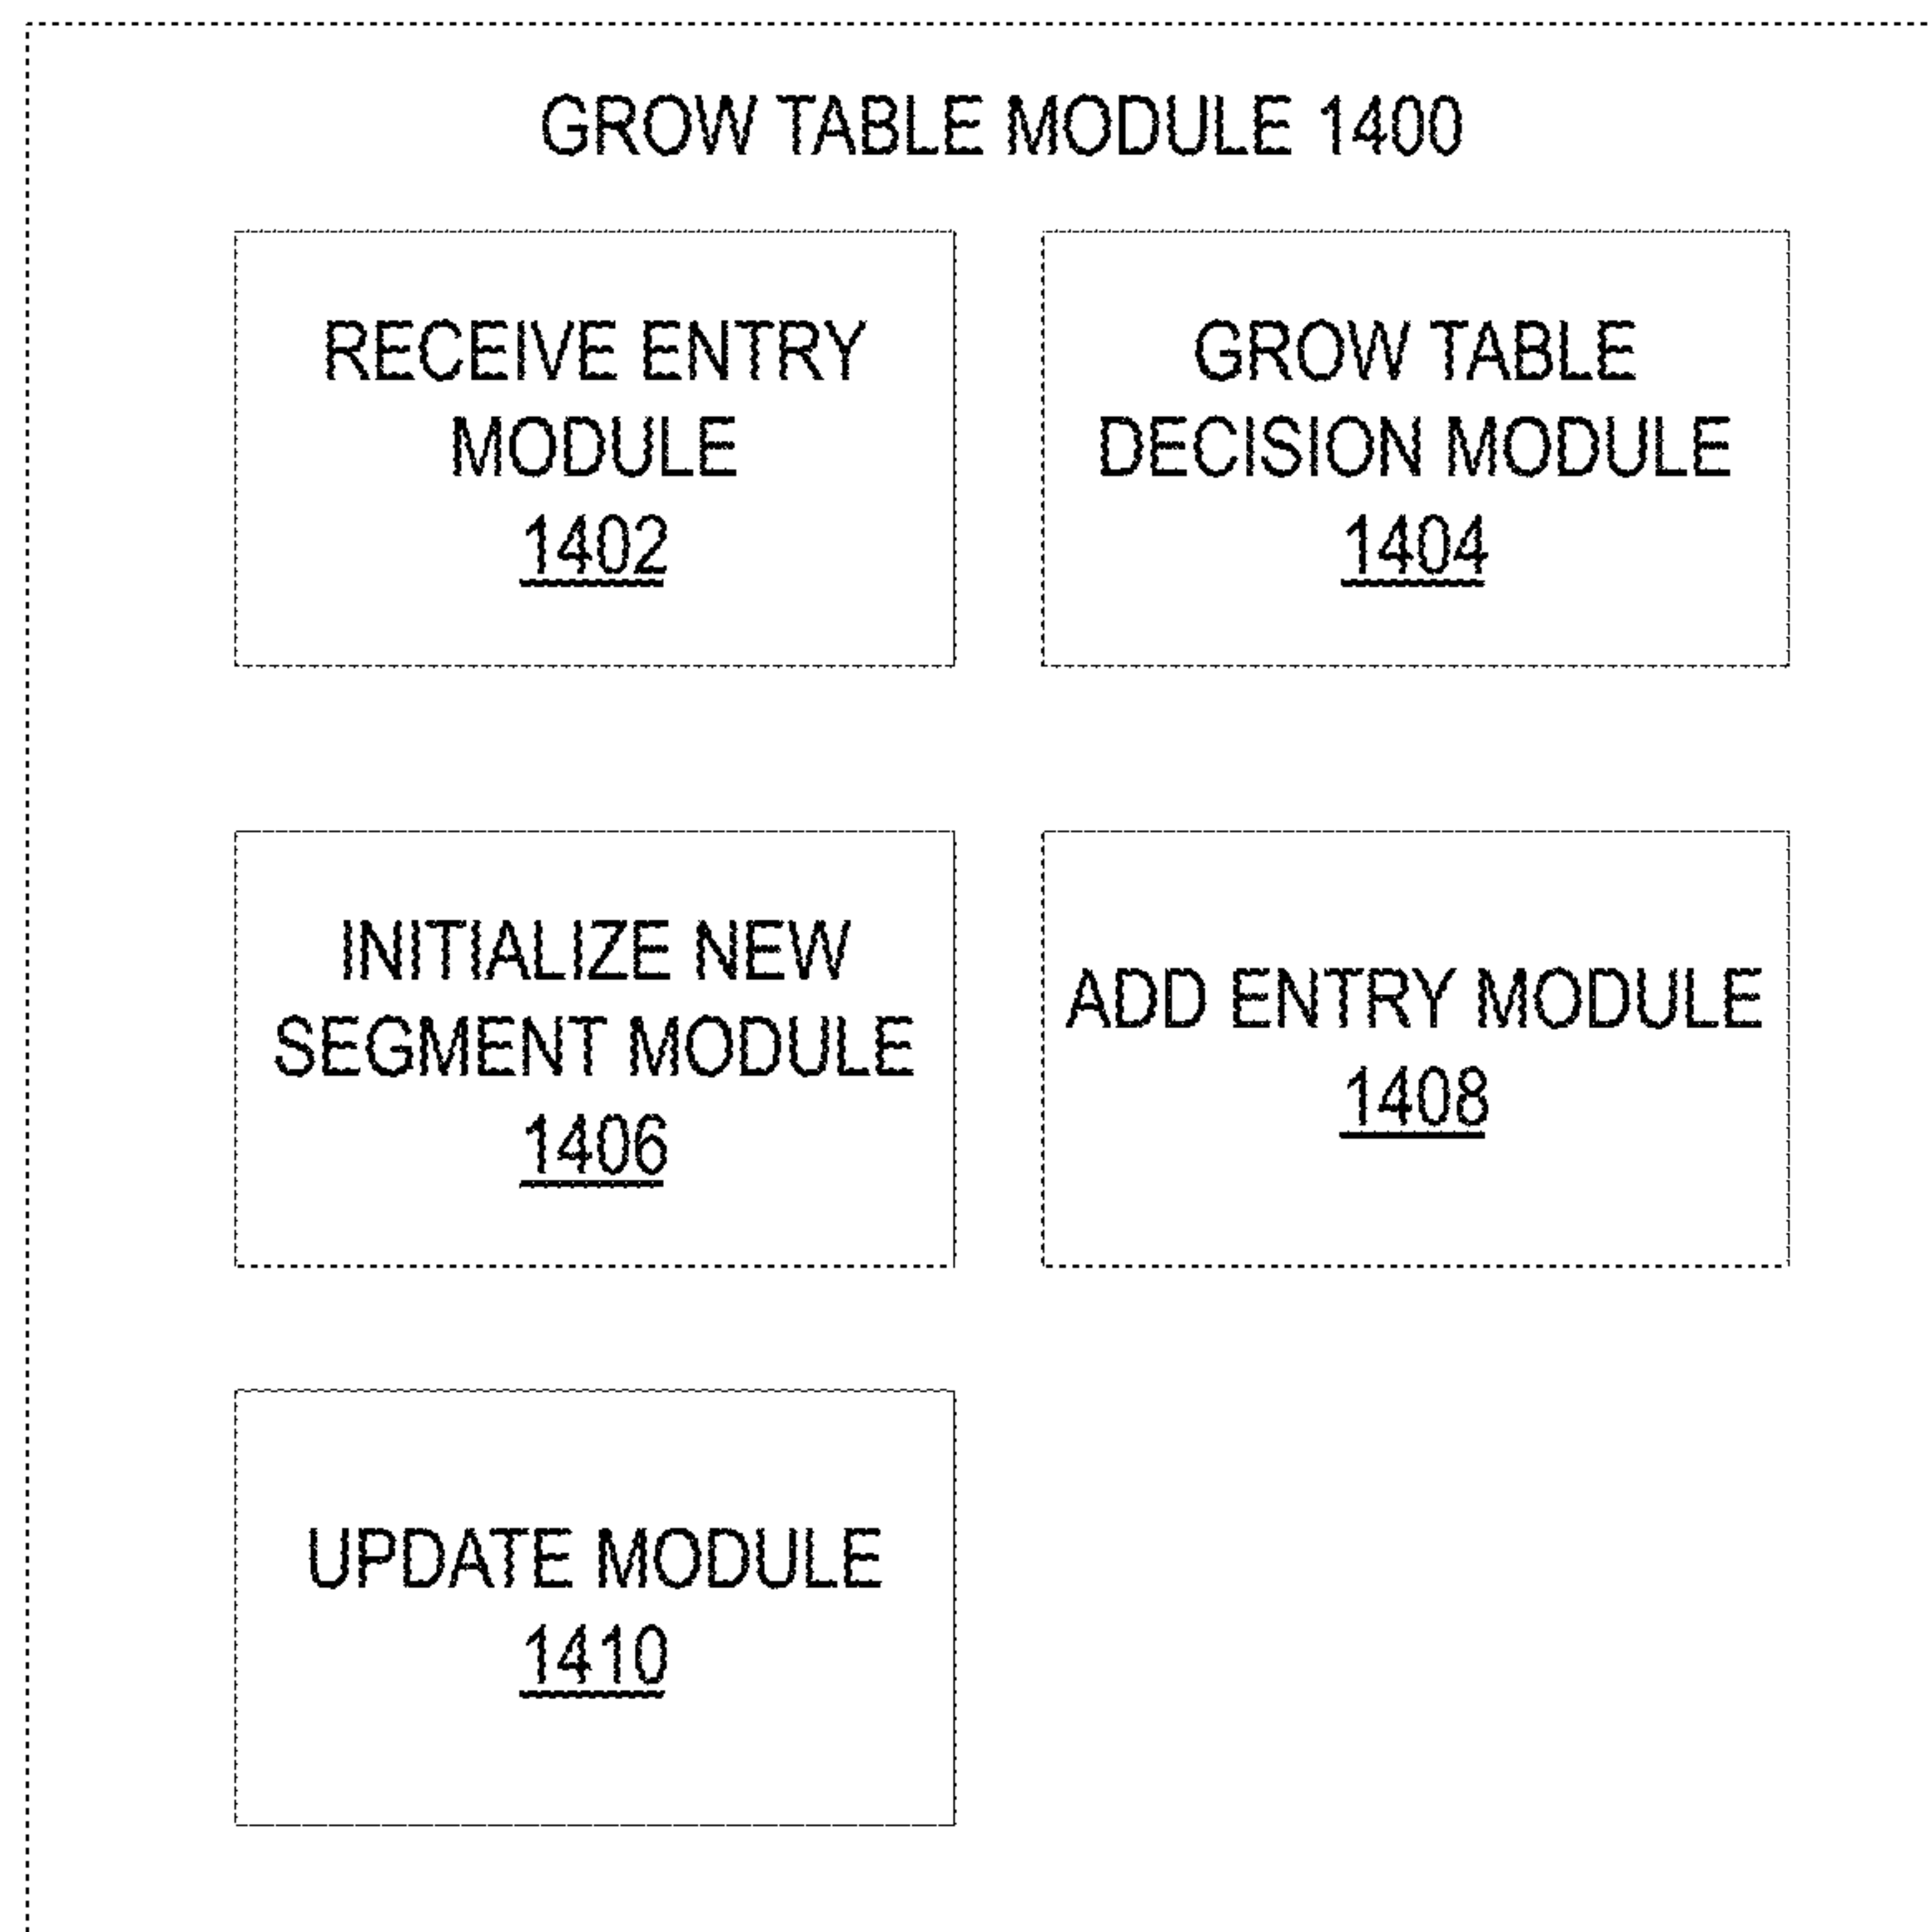 GROW TABLE MODULE 1400
RECEIVE ENTRY
MODULE
1402
GROW TABLE
DECISION MODULE
1404
INITIALIZE NEW
SEGMENT MODULE
1406
ADD ENTRY MODULE
1408
UPDATE MODULE
1410